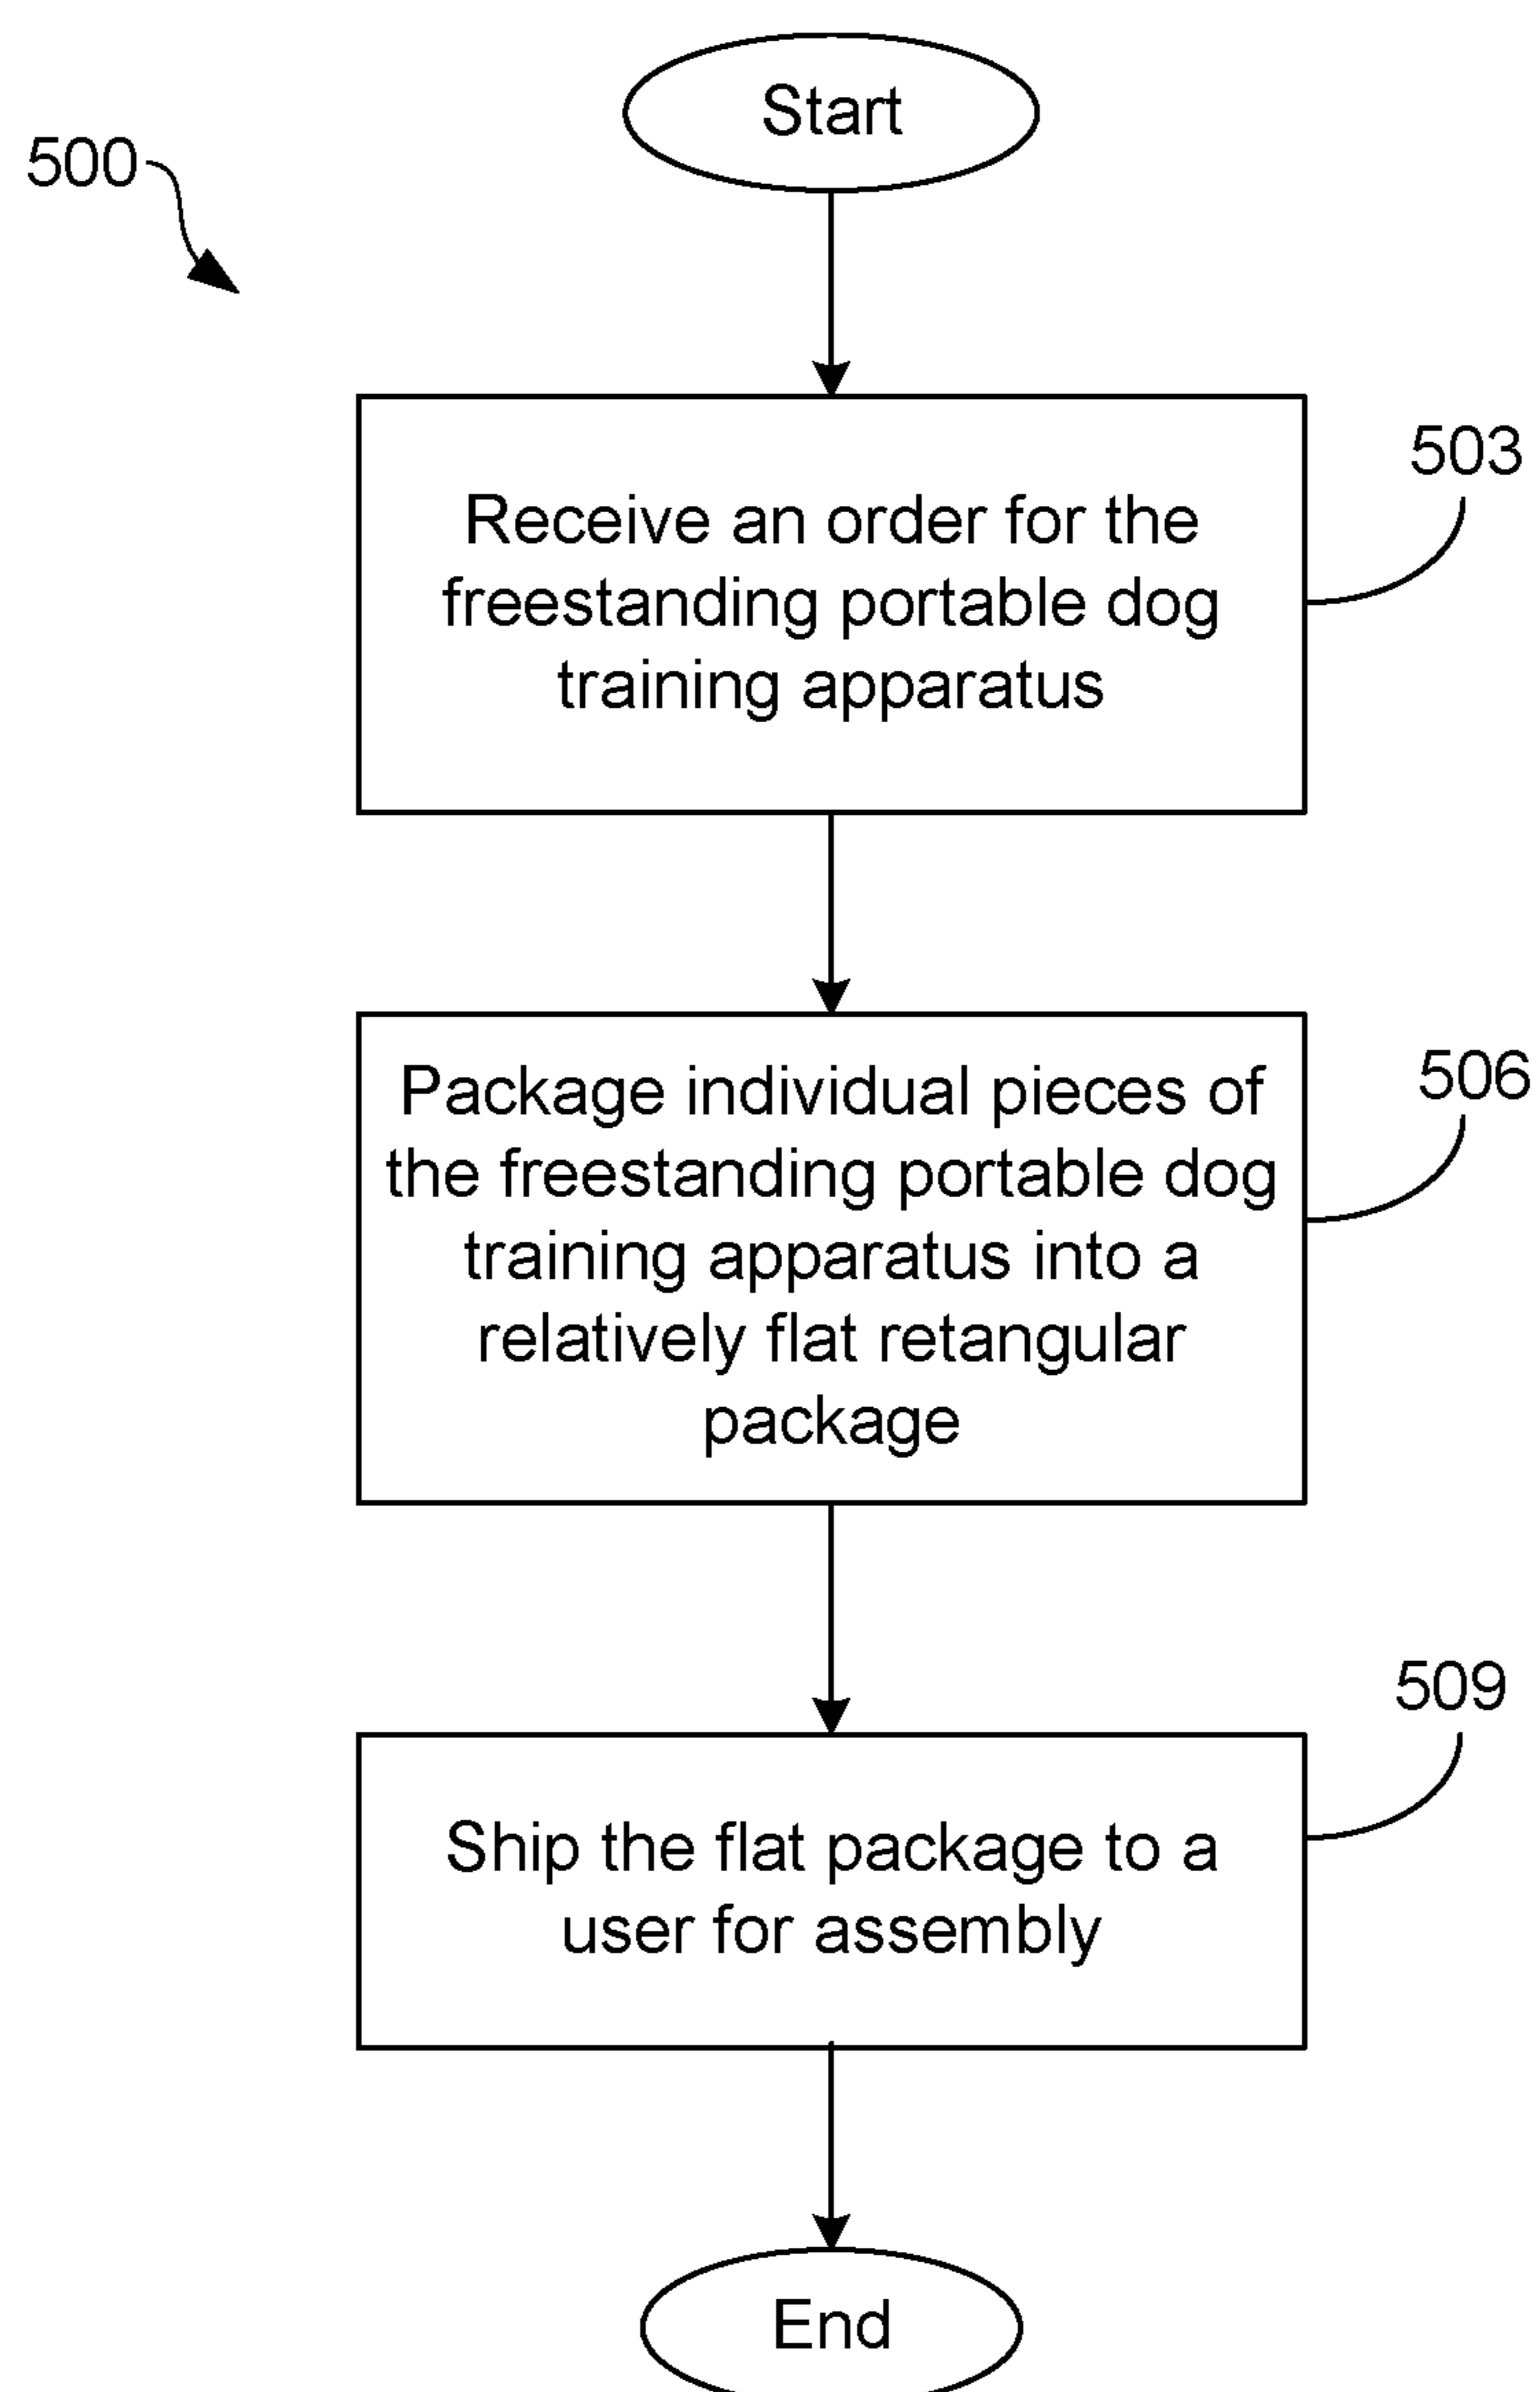 Start
500
503
Receive an order for the
freestanding portable dog
training apparatus
506
Package individual pieces of
the freestanding portable dog
training apparatus into a
relatively flat retangular
package
509
Ship the flat package to a
user for assembly
End